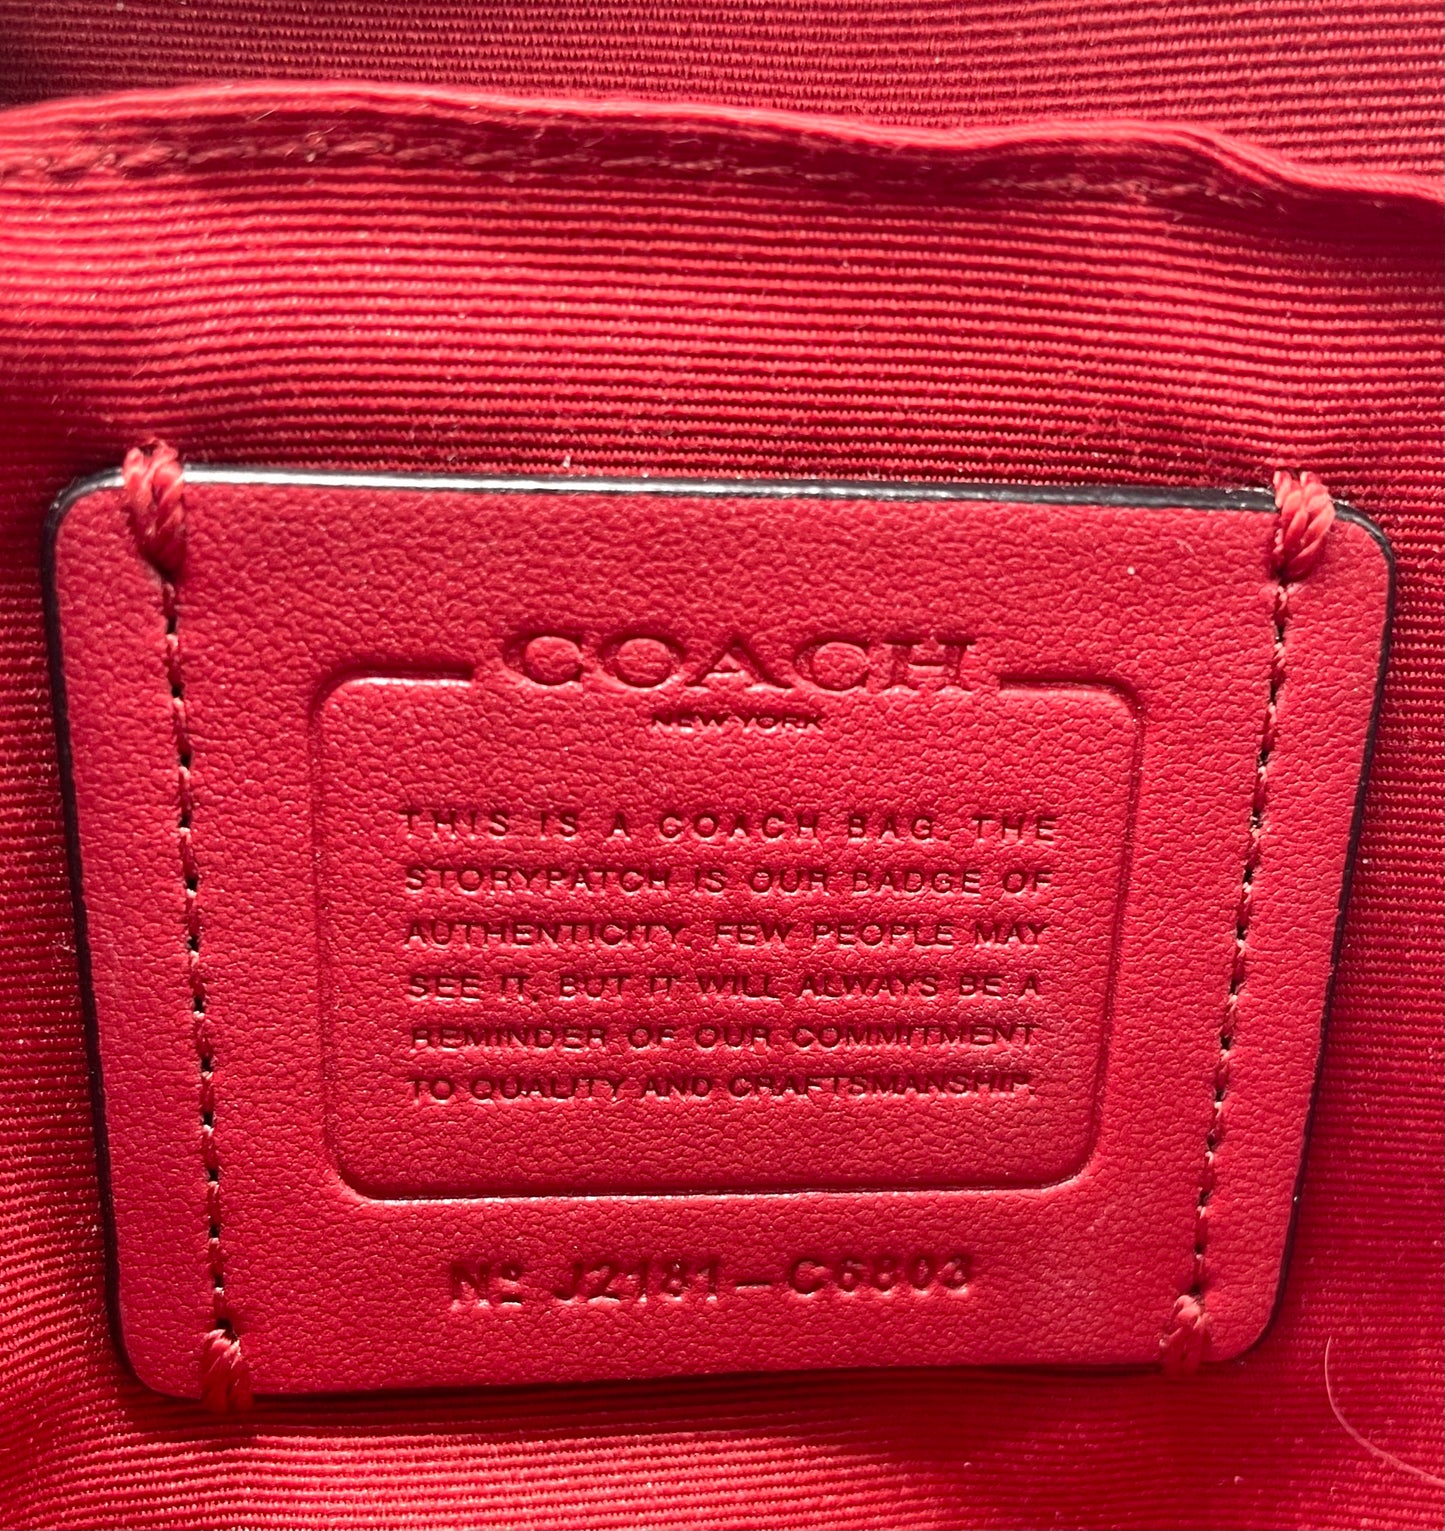 COACH
NEW YORK
THIS IS A COACH BAG. THE
STORYPATCH IS OUR BADGE OF
AUTHENTICITY. FEW PEOPLE MAY
SEE IT, BUT IT WILL ALWAYS BE A
REMINDER OF OUR COMMITMENT
TO QUALITY AND CRAFTSMANSHIP.
Nº J2181-C6803